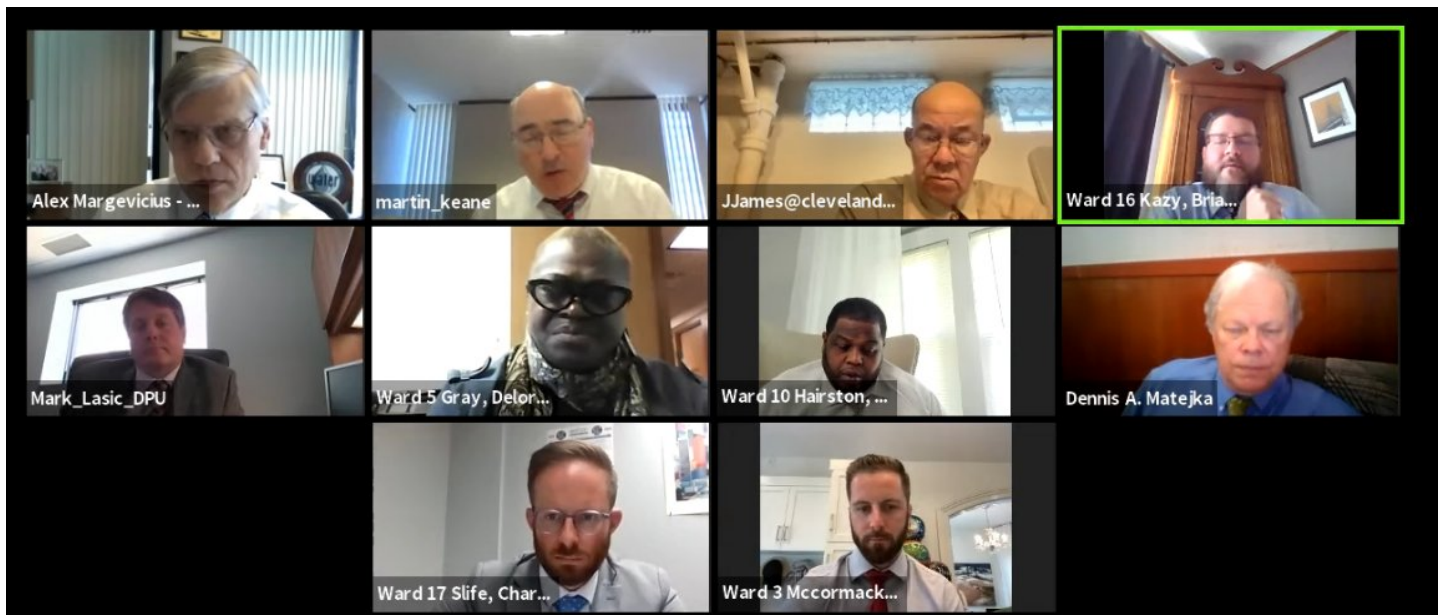 water
Alex Margevicius - ...
martin_keane
JJames@cleveland...
Ward 16 Kazy, Bria...
Mark_Lasic_DPU
Ward 5 Gray, Delor...
Ward 10 Hairston, ...
Dennis A. Matejka
Ward 17 Slife, Char...
Ward 3 Mccormack...